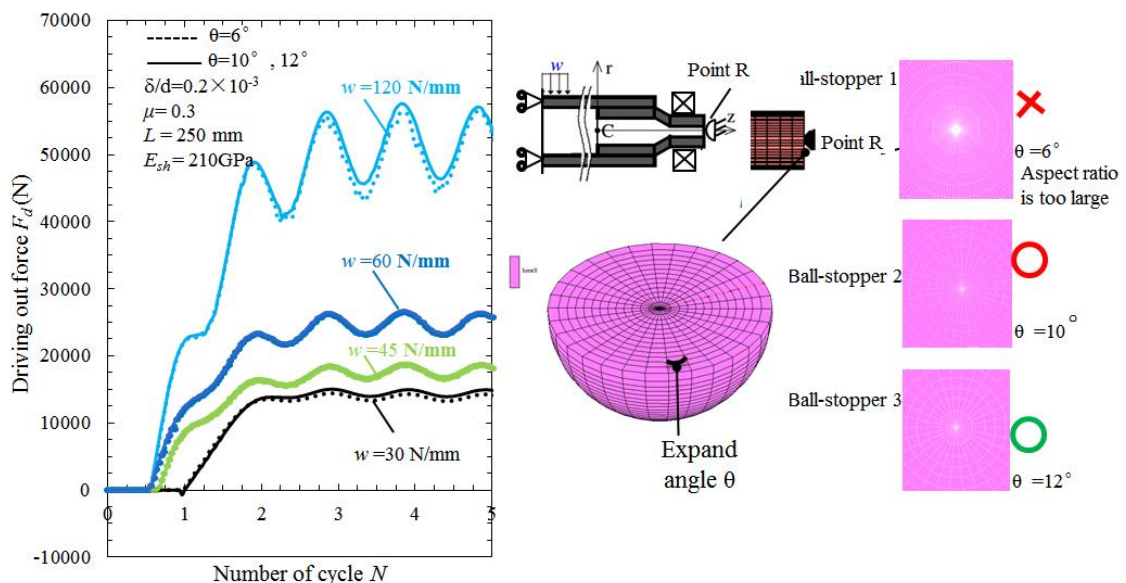 70000
60000
50000
40000
30000
20000
10000
0
-10000
Driving out force F_d(N)
0 1 2 3 4 5
Number of cycle N
θ=6°
θ=10° , 12°
δ/d=0.2×10⁻³
μ= 0.3
L = 250 mm
E_sh= 210GPa
w =120 N/mm
w =60 N/mm
w =45 N/mm
w =30 N/mm
w
r
Point R
C
z
Point R
Expand
angle θ
all-stopper 1
θ =6°
Aspect ratio
is too large
Ball-stopper 2
θ =10°
Ball-stopper 3
θ =12°